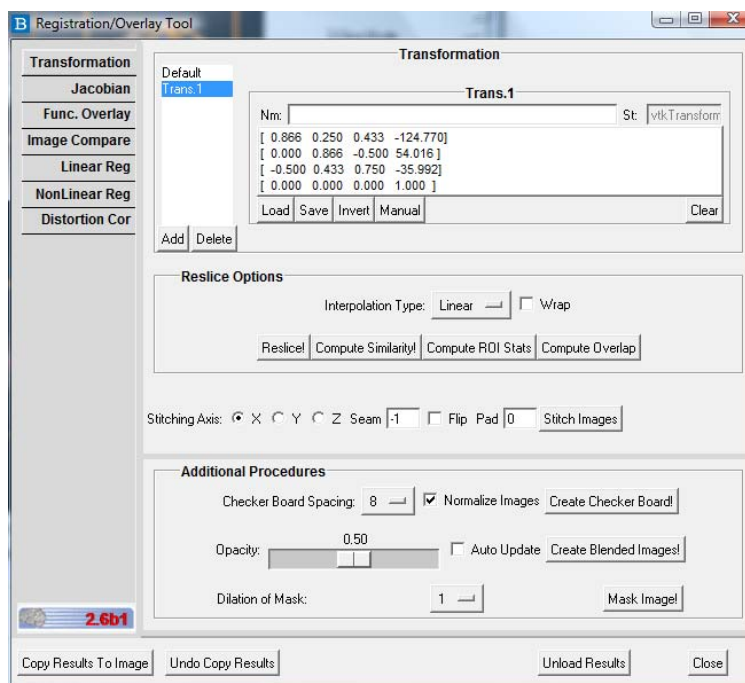 Registration/Overlay Tool
Transformation
Jacobian
Func. Overlay
Image Compare
Linear Reg
NonLinear Reg
Distortion Cor
Transformation
Default
Trans.1
Add Delete
Trans.1
Nm: St: vtkTransform
[ 0.866 0.250 0.433 -124.770]
[ 0.000 0.866 -0.500 54.016 ]
[ -0.500 0.433 0.750 -35.992]
[ 0.000 0.000 0.000 1.000 ]
Load Save Invert Manual Clear
Reslice Options
Interpolation Type: Linear Wrap
Reslice! Compute Similarity! Compute ROI Stats Compute Overlap
Stitching Axis: X Y Z Seam -1 Flip Pad 0 Stitch Images
Additional Procedures
Checker Board Spacing: 8 Normalize Images Create Checker Board!
0.50
Opacity: Auto Update Create Blended Images!
Dilation of Mask: 1 Mask Image!
2.6b1
Copy Results To Image Undo Copy Results Unload Results Close